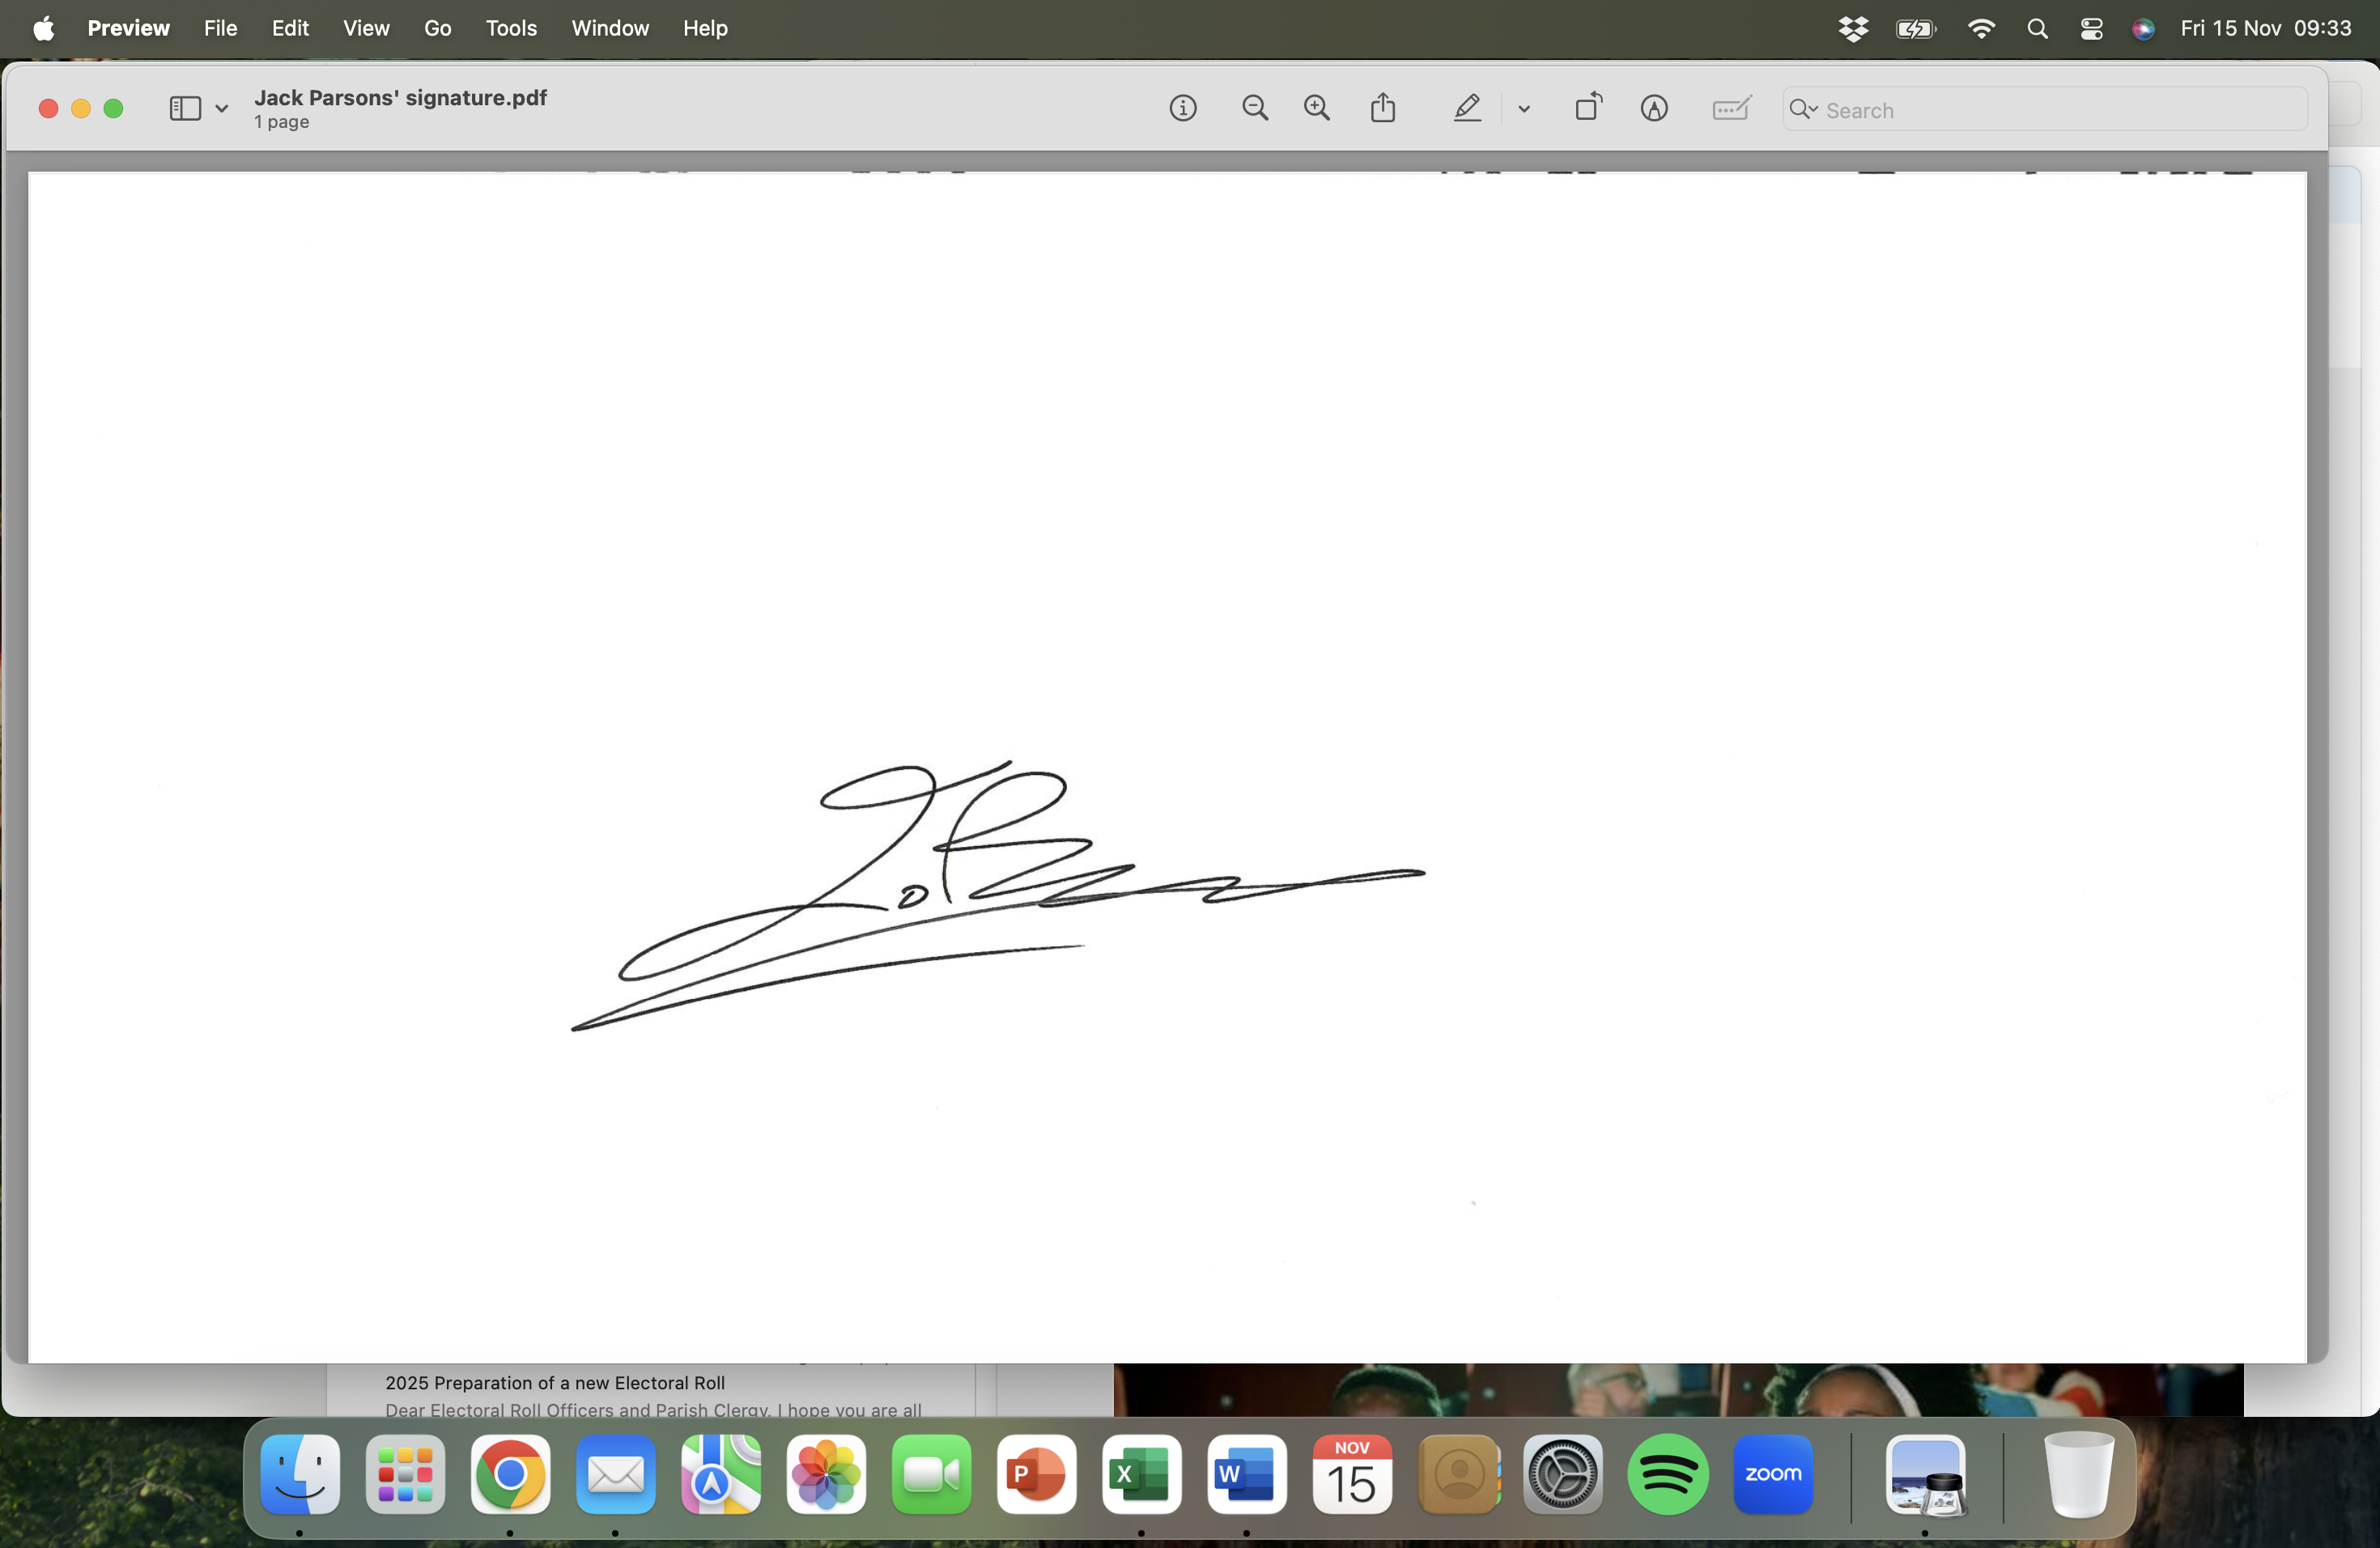 Preview File Edit View Go Tools Window Help Fri 15 Nov 09:33
Jack Parsons' signature.pdf
1 page
Search
2025 Preparation of a new Electoral Roll
Dear Electoral Roll Officers and Parish Clergy, I hope you are all
P X W NOV
15 zoom